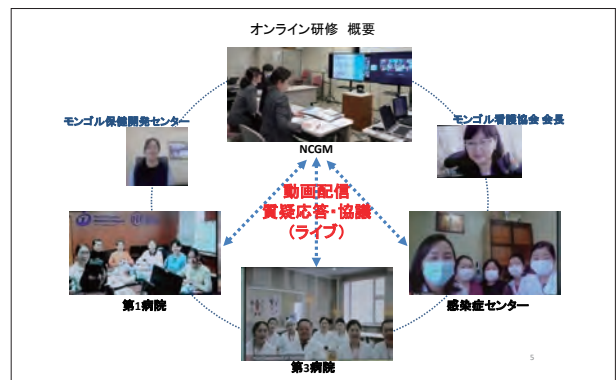 オンライン研修 概要
モンゴル保健開発センター
モンゴル看護協会 会長
NCGM
動画配信
質疑応答・協議
(ライブ)
第1病院
感染症センター
第3病院
5